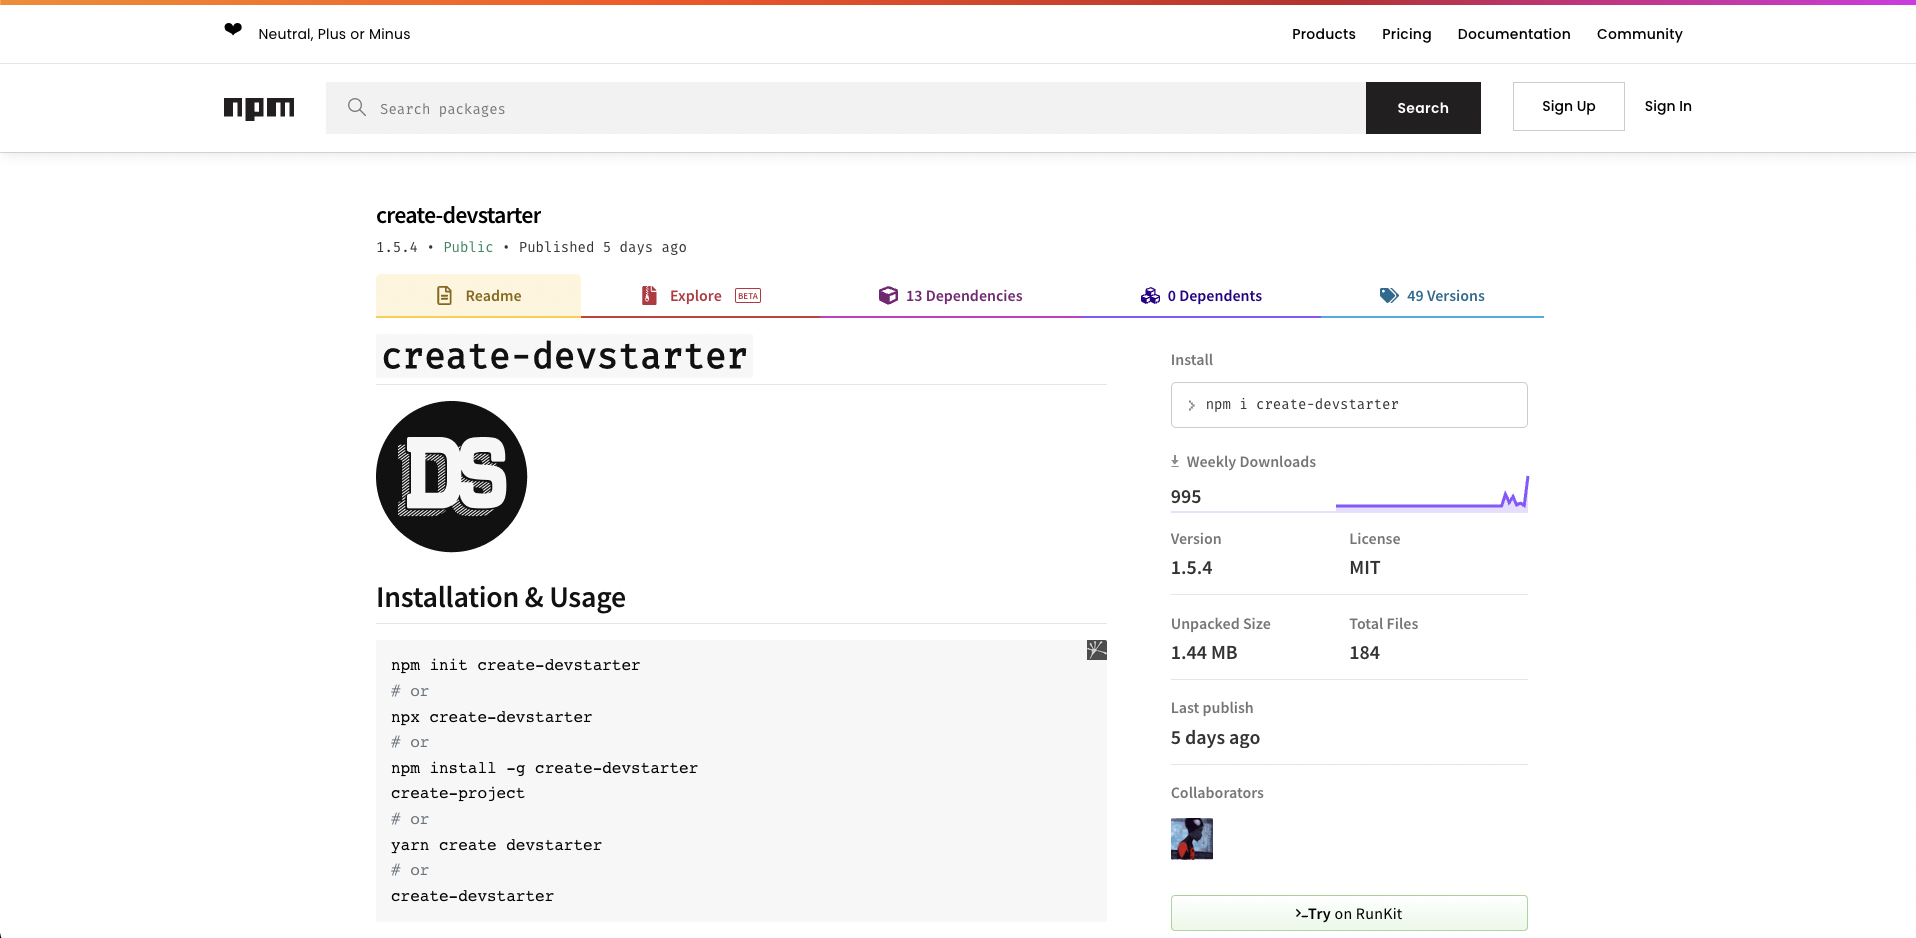 Neutral, Plus or Minus
Products Pricing Documentation Community
npm
Search packages
Search
Sign Up
Sign In
create-devstarter
1.5.4 • Public • Published 5 days ago
Readme
Explore BETA
13 Dependencies
0 Dependents
49 Versions
create-devstarter
DS
Installation & Usage
npm init create-devstarter
# or
npx create-devstarter
# or
npm install -g create-devstarter
create-project
# or
yarn create devstarter
# or
create-devstarter
Install
npm i create-devstarter
Weekly Downloads
995
Version
1.5.4
License
MIT
Unpacked Size
1.44 MB
Total Files
184
Last publish
5 days ago
Collaborators
Try on RunKit